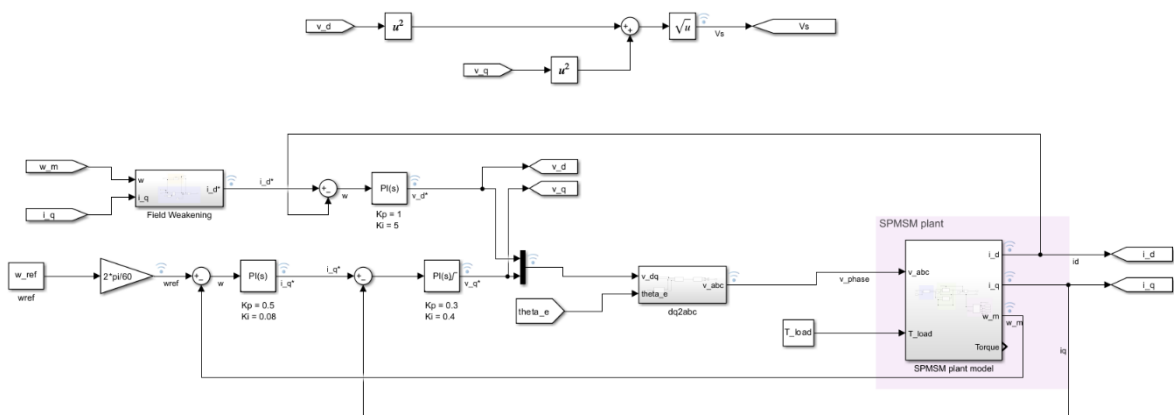 v_d
u²
+
+
√u
Vs
Vs
v_q
u²
w_m
w
i_d*
i_q
i_q
Field Weakening
i_d*
+
−
w
PI(s)
v_d*
Kp = 1
Ki = 5
v_d
v_q
w_ref
wref
2*pi/60
wref
+
−
w
PI(s)
i_q*
Kp = 0.5
Ki = 0.08
i_q*
+
−
PI(s)
v_q*
Kp = 0.3
Ki = 0.4
theta_e
v_dq
theta_e
v_abc
dq2abc
v_phase
T_load
SPMSM plant
v_abc
T_load
i_d
i_q
w_m
Torque
SPMSM plant model
w_m
id
iq
i_d
i_q